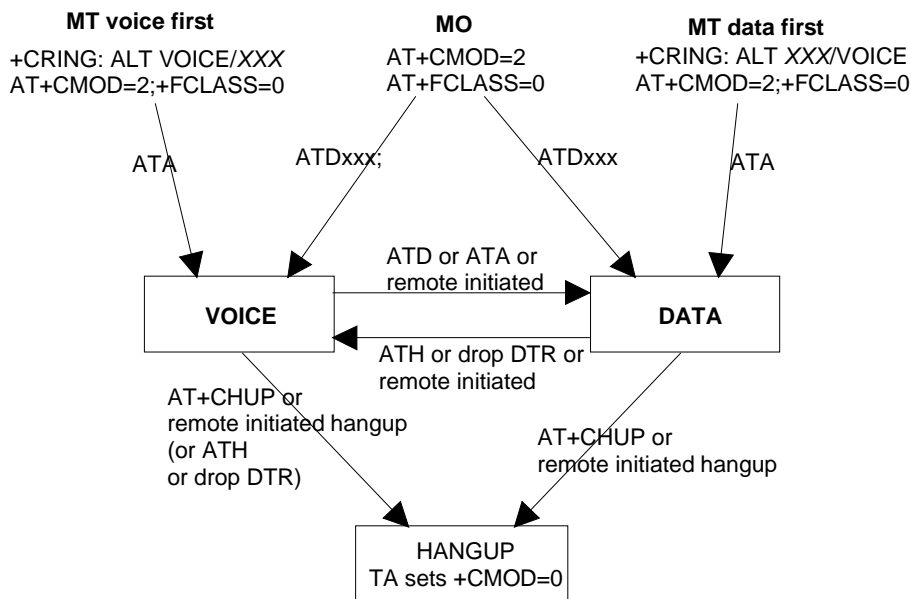 MT voice first
+CRING: ALT VOICE/XXX
AT+CMOD=2;+FCLASS=0
MO
AT+CMOD=2
AT+FCLASS=0
MT data first
+CRING: ALT XXX/VOICE
AT+CMOD=2;+FCLASS=0
ATA
ATDxxx;
ATDxxx
ATA
ATD or ATA or
remote initiated
VOICE
DATA
ATH or drop DTR or
remote initiated
AT+CHUP or
remote initiated hangup
(or ATH
or drop DTR)
AT+CHUP or
remote initiated hangup
HANGUP
TA sets +CMOD=0